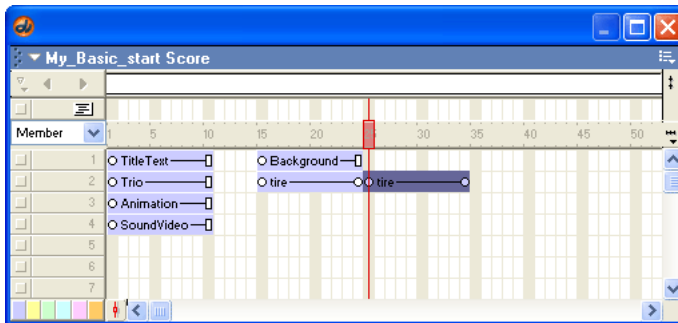 My_Basic_start Score
Member 1 5 10 15 20 30 35 40 45 50
1 TitleText Background
2 Trio tire tire
3 Animation
4 SoundVideo
5
6
7